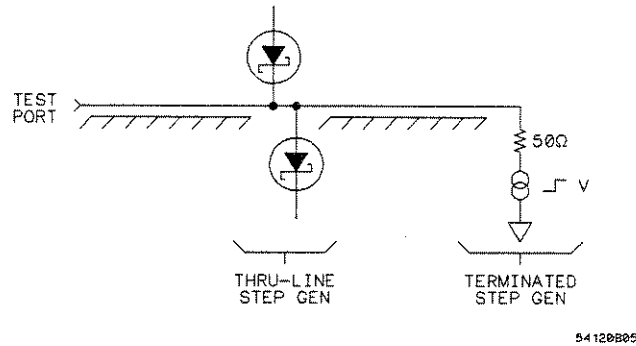 TEST
PORT
50Ω
V
THRU-LINE
STEP GEN
TERMINATED
STEP GEN
54120B05